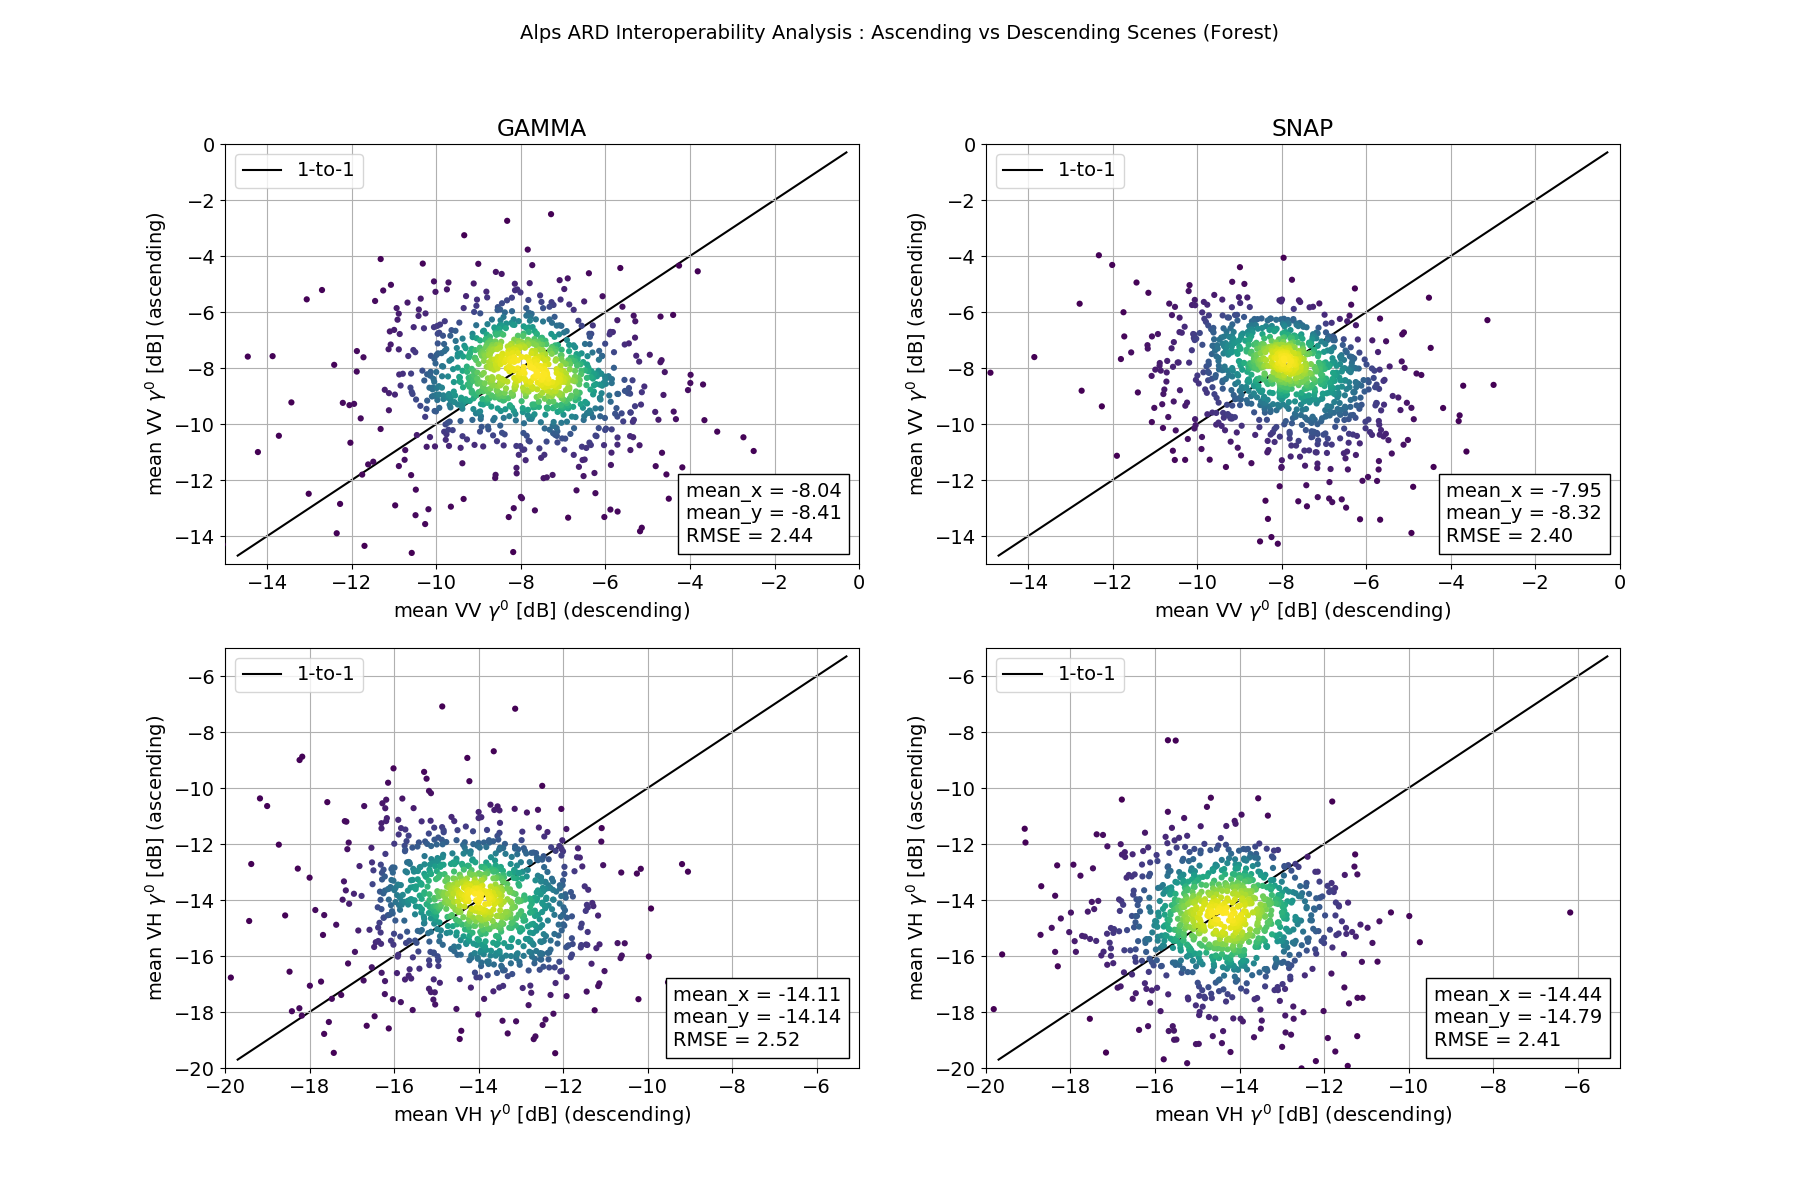 Alps ARD Interoperability Analysis : Ascending vs Descending Scenes (Forest)
GAMMA
1-to-1
0
−2
−4
−6
−8
−10
−12
−14
mean VV γ⁰ [dB] (ascending)
mean_x = -8.04
mean_y = -8.41
RMSE = 2.44
−14 −12 −10 −8 −6 −4 −2 0
mean VV γ⁰ [dB] (descending)
SNAP
1-to-1
0
−2
−4
−6
−8
−10
−12
−14
mean VV γ⁰ [dB] (ascending)
mean_x = -7.95
mean_y = -8.32
RMSE = 2.40
−14 −12 −10 −8 −6 −4 −2 0
mean VV γ⁰ [dB] (descending)
1-to-1
−6
−8
−10
−12
−14
−16
−18
−20
mean VH γ⁰ [dB] (ascending)
mean_x = -14.11
mean_y = -14.14
RMSE = 2.52
−20 −18 −16 −14 −12 −10 −8 −6
mean VH γ⁰ [dB] (descending)
1-to-1
−6
−8
−10
−12
−14
−16
−18
−20
mean VH γ⁰ [dB] (ascending)
mean_x = -14.44
mean_y = -14.79
RMSE = 2.41
−20 −18 −16 −14 −12 −10 −8 −6
mean VH γ⁰ [dB] (descending)